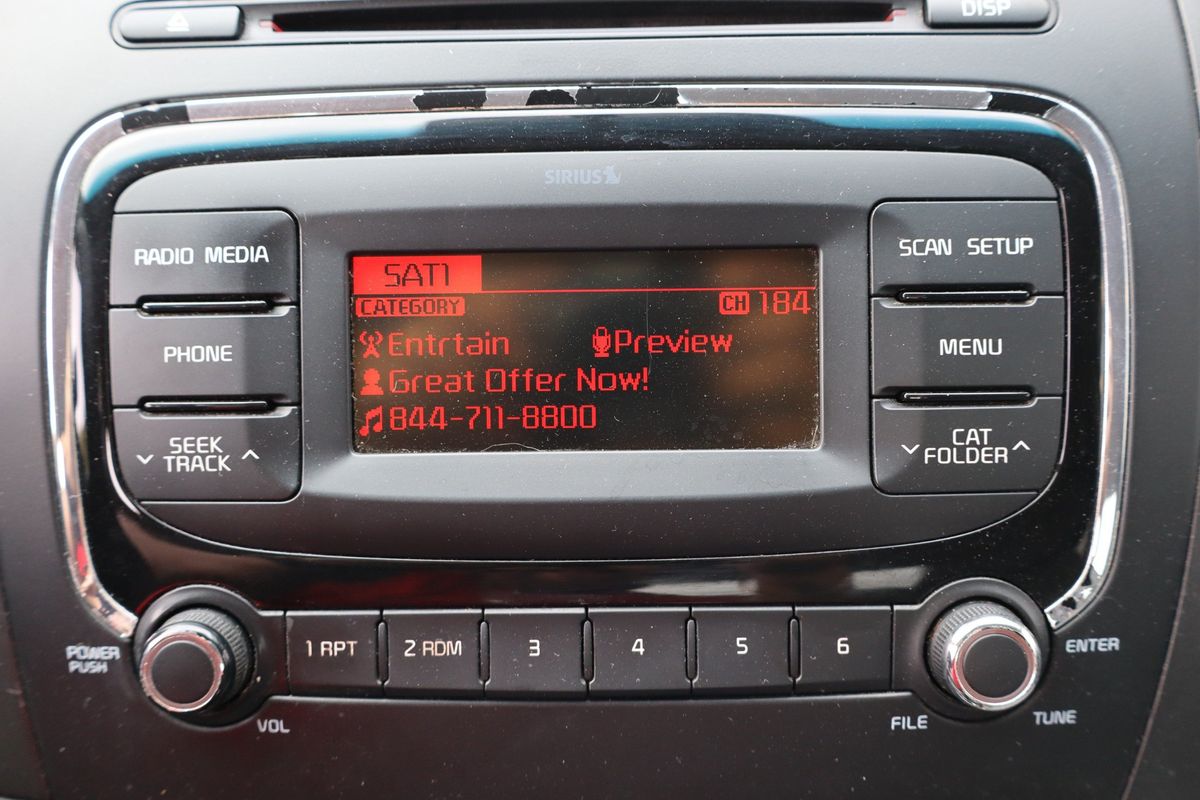 DISP
SIRIUS
RADIO MEDIA
SCAN SETUP
SAT1
CATEGORY
CH 184
PHONE
Entrtain
Preview
MENU
Great Offer Now!
844-711-8800
SEEK
TRACK
CAT
FOLDER
POWER
PUSH
VOL
1 RPT
2 RDM
3
4
5
6
ENTER
FILE
TUNE